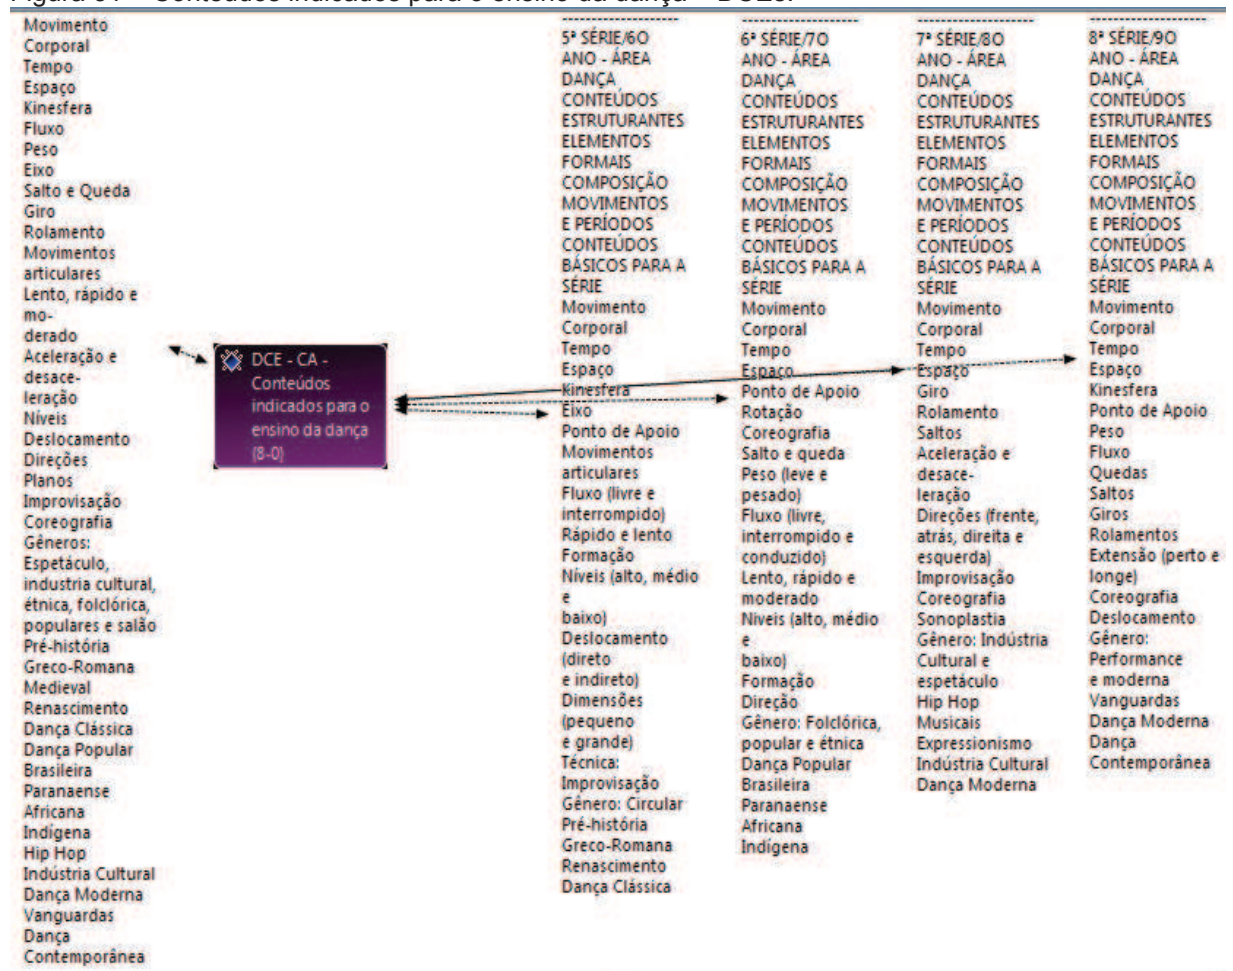 Movimento
Corporal
Tempo
Espaço
Kinesfera
Fluxo
Peso
Eixo
Salto e Queda
Giro
Rolamento
Movimentos
articulares
Lento, rápido e
mo-
derado
Aceleração e
desace-
leração
Níveis
Deslocamento
Direções
Planos
Improvisação
Coreografia
Gêneros:
Espetáculo,
industria cultural,
étnica, folclórica,
populares e salão
Pré-história
Greco-Romana
Medieval
Renascimento
Dança Clássica
Dança Popular
Brasileira
Paranaense
Africana
Indígena
Hip Hop
Indústria Cultural
Dança Moderna
Vanguardas
Dança
Contemporânea
DCE - CA -
Conteúdos
indicados para o
ensino da dança
(8-0)
--------------------
5ª SÉRIE/6O
ANO - ÁREA
DANÇA
CONTEÚDOS
ESTRUTURANTES
ELEMENTOS
FORMAIS
COMPOSIÇÃO
MOVIMENTOS
E PERÍODOS
CONTEÚDOS
BÁSICOS PARA A
SÉRIE
Movimento
Corporal
Tempo
Espaço
Kinesfera
Eixo
Ponto de Apoio
Movimentos
articulares
Fluxo (livre e
interrompido)
Rápido e lento
Formação
Níveis (alto, médio
e
baixo)
Deslocamento
(direto
e indireto)
Dimensões
(pequeno
e grande)
Técnica:
Improvisação
Gênero: Circular
Pré-história
Greco-Romana
Renascimento
Dança Clássica
--------------------
6ª SÉRIE/7O
ANO - ÁREA
DANÇA
CONTEÚDOS
ESTRUTURANTES
ELEMENTOS
FORMAIS
COMPOSIÇÃO
MOVIMENTOS
E PERÍODOS
CONTEÚDOS
BÁSICOS PARA A
SÉRIE
Movimento
Corporal
Tempo
Espaço
Ponto de Apoio
Rotação
Coreografia
Salto e queda
Peso (leve e
pesado)
Fluxo (livre,
interrompido e
conduzido)
Lento, rápido e
moderado
Niveis (alto, médio
e
baixo)
Formação
Direção
Gênero: Folclórica,
popular e étnica
Dança Popular
Brasileira
Paranaense
Africana
Indígena
--------------------
7ª SÉRIE/8O
ANO - ÁREA
DANÇA
CONTEÚDOS
ESTRUTURANTES
ELEMENTOS
FORMAIS
COMPOSIÇÃO
MOVIMENTOS
E PERÍODOS
CONTEÚDOS
BÁSICOS PARA A
SÉRIE
Movimento
Corporal
Tempo
Espaço
Giro
Rolamento
Saltos
Aceleração e
desace-
leração
Direções (frente,
atrás, direita e
esquerda)
Improvisação
Coreografia
Sonoplastia
Gênero: Indústria
Cultural e
espetáculo
Hip Hop
Musicais
Expressionismo
Indústria Cultural
Dança Moderna
--------------------
8ª SÉRIE/9O
ANO - ÁREA
DANÇA
CONTEÚDOS
ESTRUTURANTES
ELEMENTOS
FORMAIS
COMPOSIÇÃO
MOVIMENTOS
E PERÍODOS
CONTEÚDOS
BÁSICOS PARA A
SÉRIE
Movimento
Corporal
Tempo
Espaço
Kinesfera
Ponto de Apoio
Peso
Fluxo
Quedas
Saltos
Giros
Rolamentos
Extensão (perto e
longe)
Coreografia
Deslocamento
Gênero:
Performance
e moderna
Vanguardas
Dança Moderna
Dança
Contemporânea